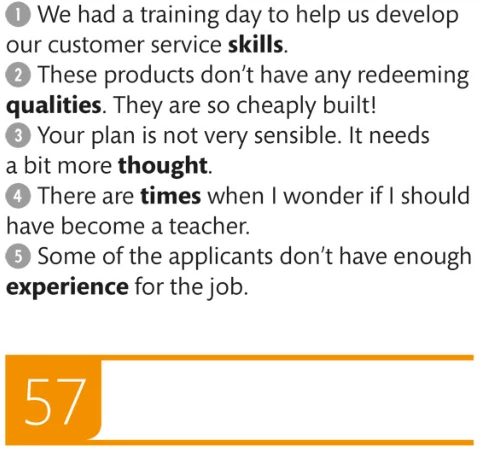 1 We had a training day to help us develop
our customer service skills.
2 These products don't have any redeeming
qualities. They are so cheaply built!
3 Your plan is not very sensible. It needs
a bit more thought.
4 There are times when I wonder if I should
have become a teacher.
5 Some of the applicants don't have enough
experience for the job.
57